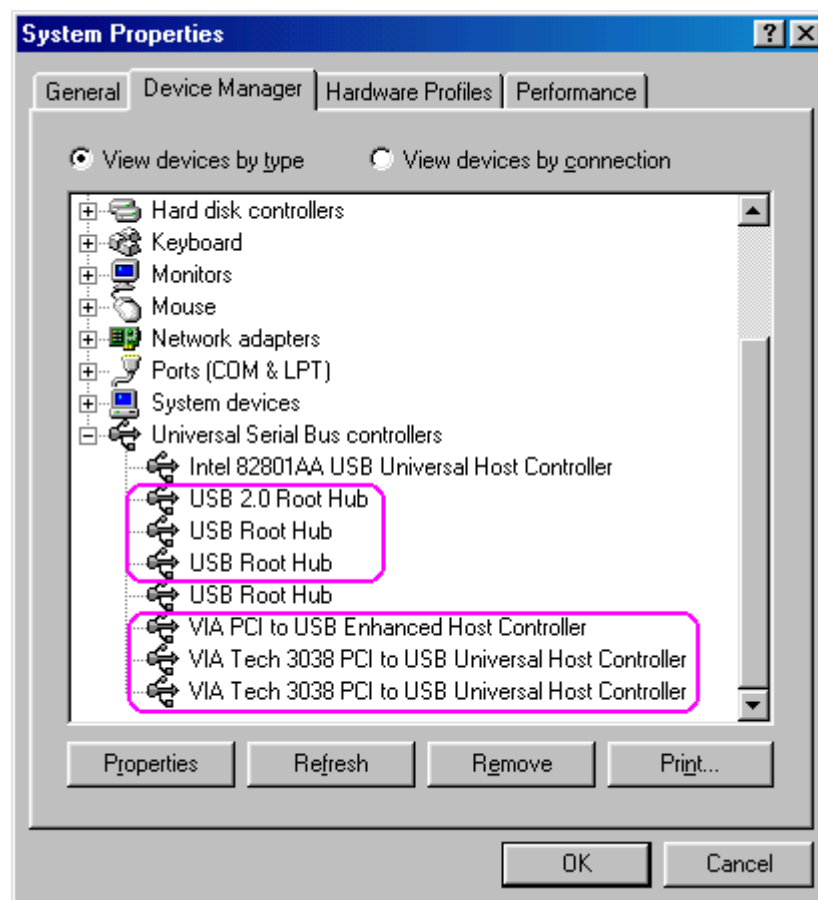 System Properties
General Device Manager Hardware Profiles Performance
View devices by type View devices by connection
Hard disk controllers
Keyboard
Monitors
Mouse
Network adapters
Ports (COM & LPT)
System devices
Universal Serial Bus controllers
Intel 82801AA USB Universal Host Controller
USB 2.0 Root Hub
USB Root Hub
USB Root Hub
USB Root Hub
VIA PCI to USB Enhanced Host Controller
VIA Tech 3038 PCI to USB Universal Host Controller
VIA Tech 3038 PCI to USB Universal Host Controller
Properties Refresh Remove Print...
OK Cancel